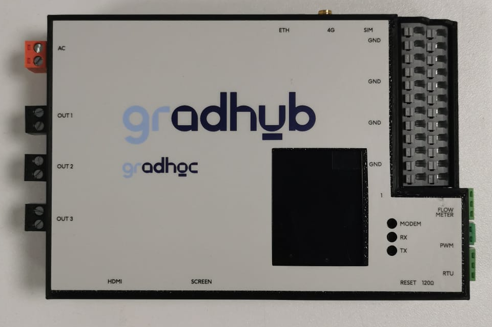 ETH
4G
SIM
AC
GND
GND
gradhub
OUT 1
GND
OUT 2
gradhoc
GND
1
OUT 3
FLOW
METER
MODEM
RX
PWM
TX
RTU
HDMI
SCREEN
RESET
120Ω